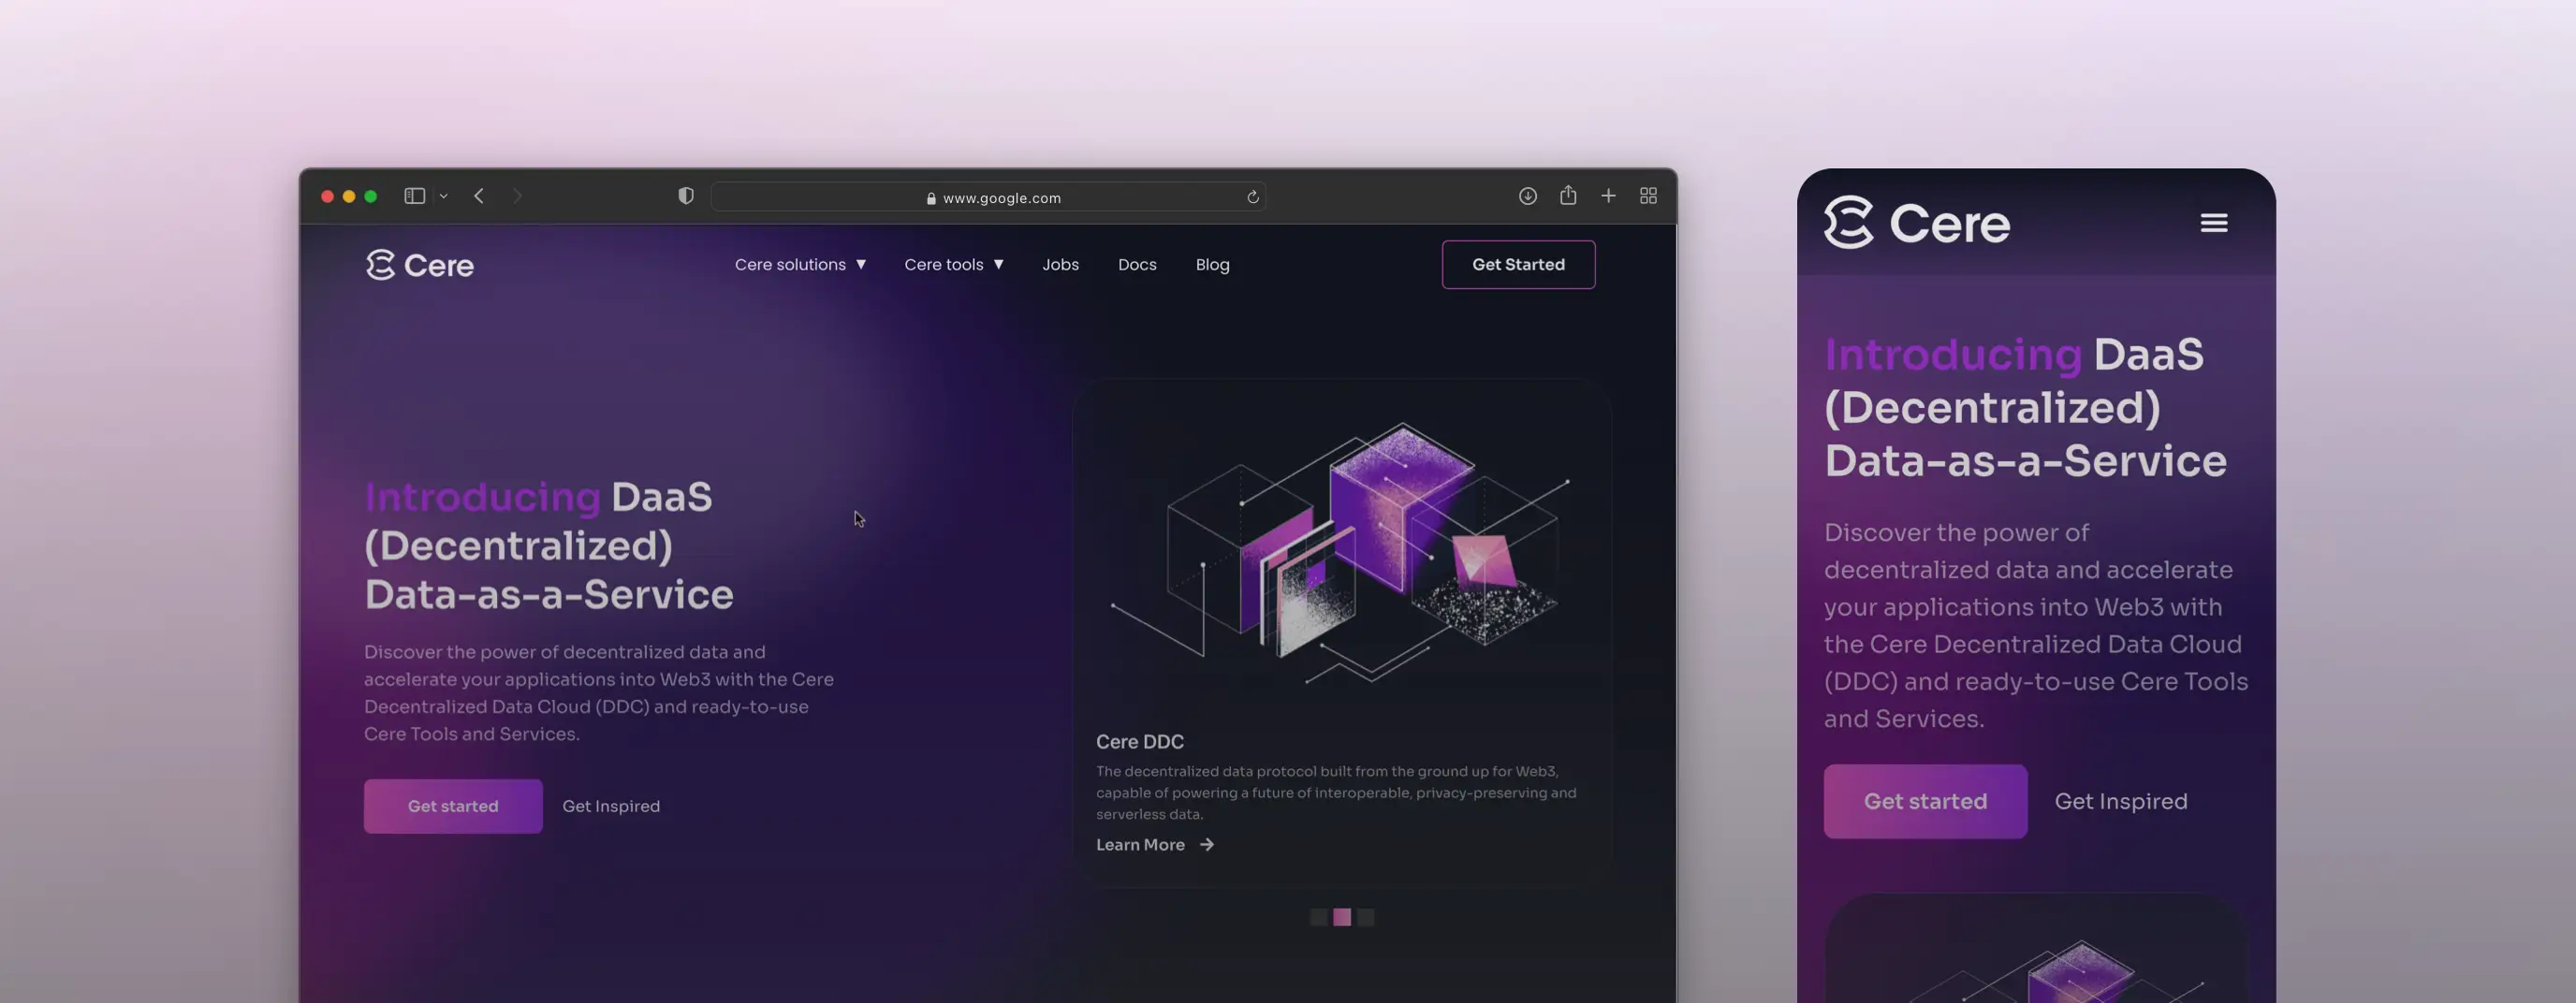 www.google.com
Cere
Cere solutions ▼
Cere tools ▼
Jobs
Docs
Blog
Get Started
Introducing DaaS
(Decentralized)
Data-as-a-Service
Discover the power of decentralized data and
accelerate your applications into Web3 with the Cere
Decentralized Data Cloud (DDC) and ready-to-use
Cere Tools and Services.
Get started
Get Inspired
Cere DDC
The decentralized data protocol built from the ground up for Web3,
capable of powering a future of interoperable, privacy-preserving and
serverless data.
Learn More →
Cere
Introducing DaaS
(Decentralized)
Data-as-a-Service
Discover the power of
decentralized data and accelerate
your applications into Web3 with
the Cere Decentralized Data Cloud
(DDC) and ready-to-use Cere Tools
and Services.
Get started
Get Inspired